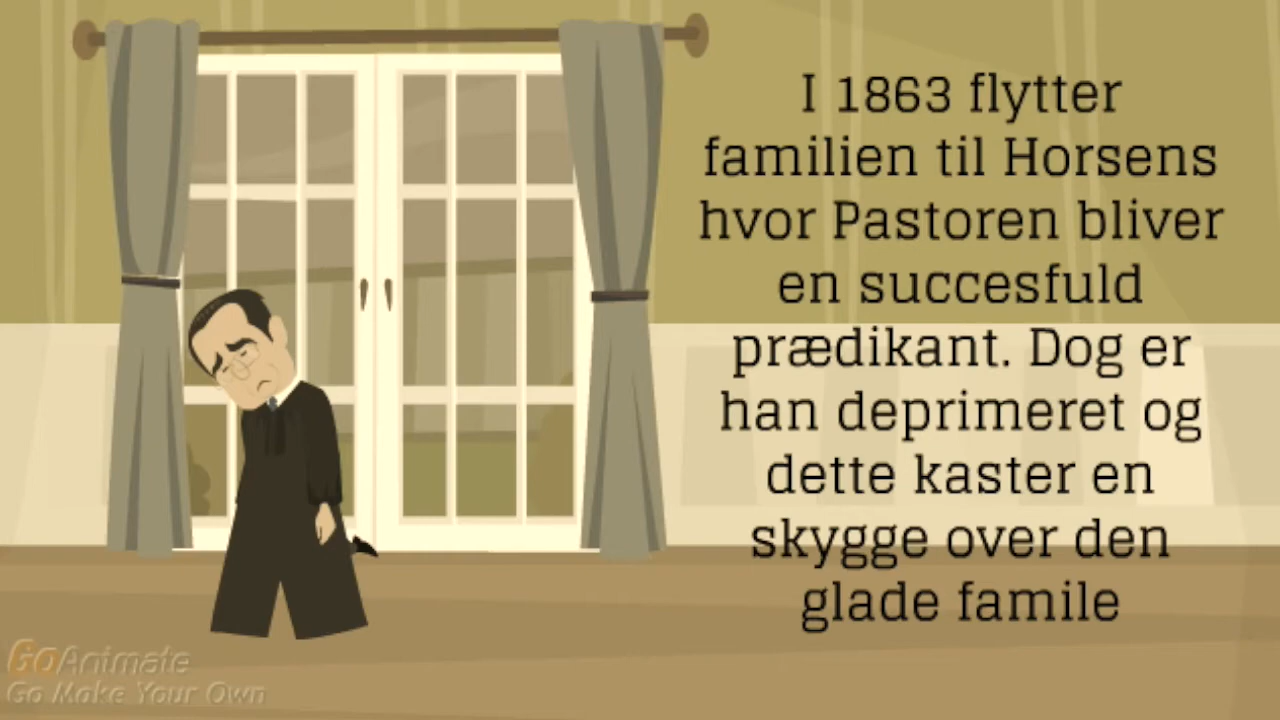 I 1863 flytter
familien til Horsens
hvor Pastoren bliver
en succesfuld
prædikant. Dog er
han deprimeret og
dette kaster en
skygge over den
glade famile
GoAnimate
Go Make Your Own